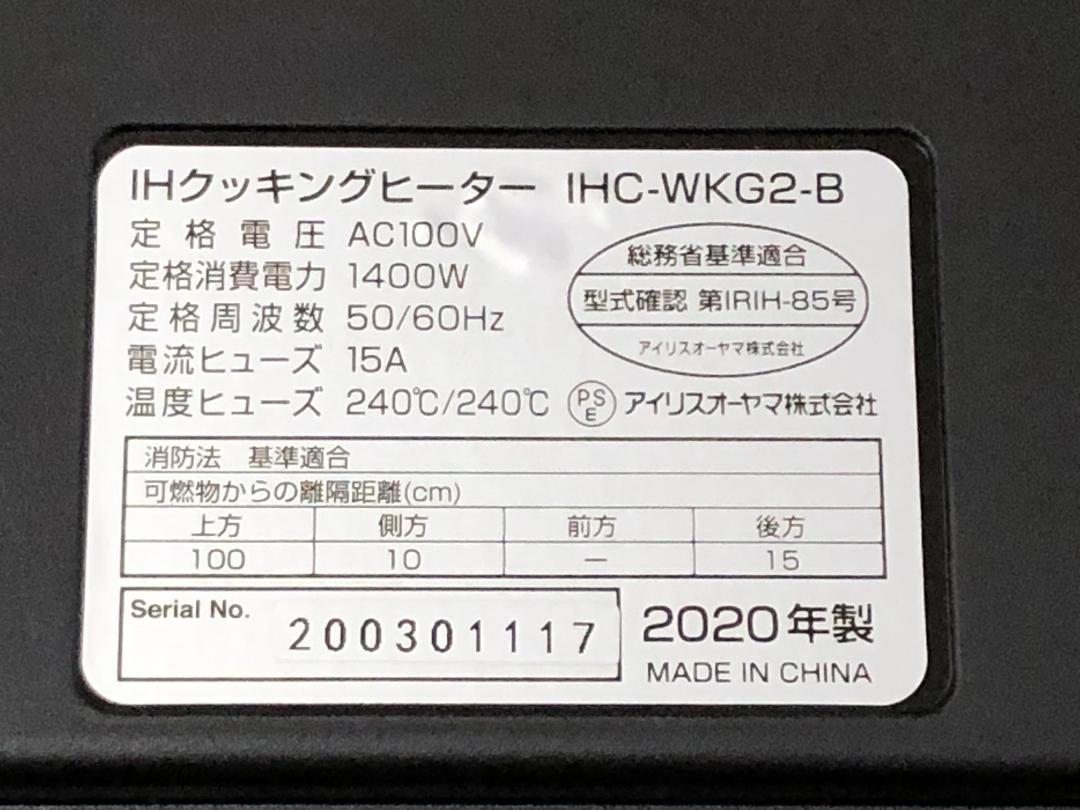 IHクッキングヒーター IHC-WKG2-B
定格電圧 AC100V
定格消費電力 1400W
定格周波数 50/60Hz
電流ヒューズ 15A
温度ヒューズ 240℃/240℃
総務省基準適合
型式確認 第IRIH-85号
アイリスオーヤマ株式会社
PS
E
アイリスオーヤマ株式会社
消防法 基準適合
可燃物からの離隔距離(cm)
上方 側方 前方 後方
100 10 — 15
Serial No. 200301117
2020年製
MADE IN CHINA